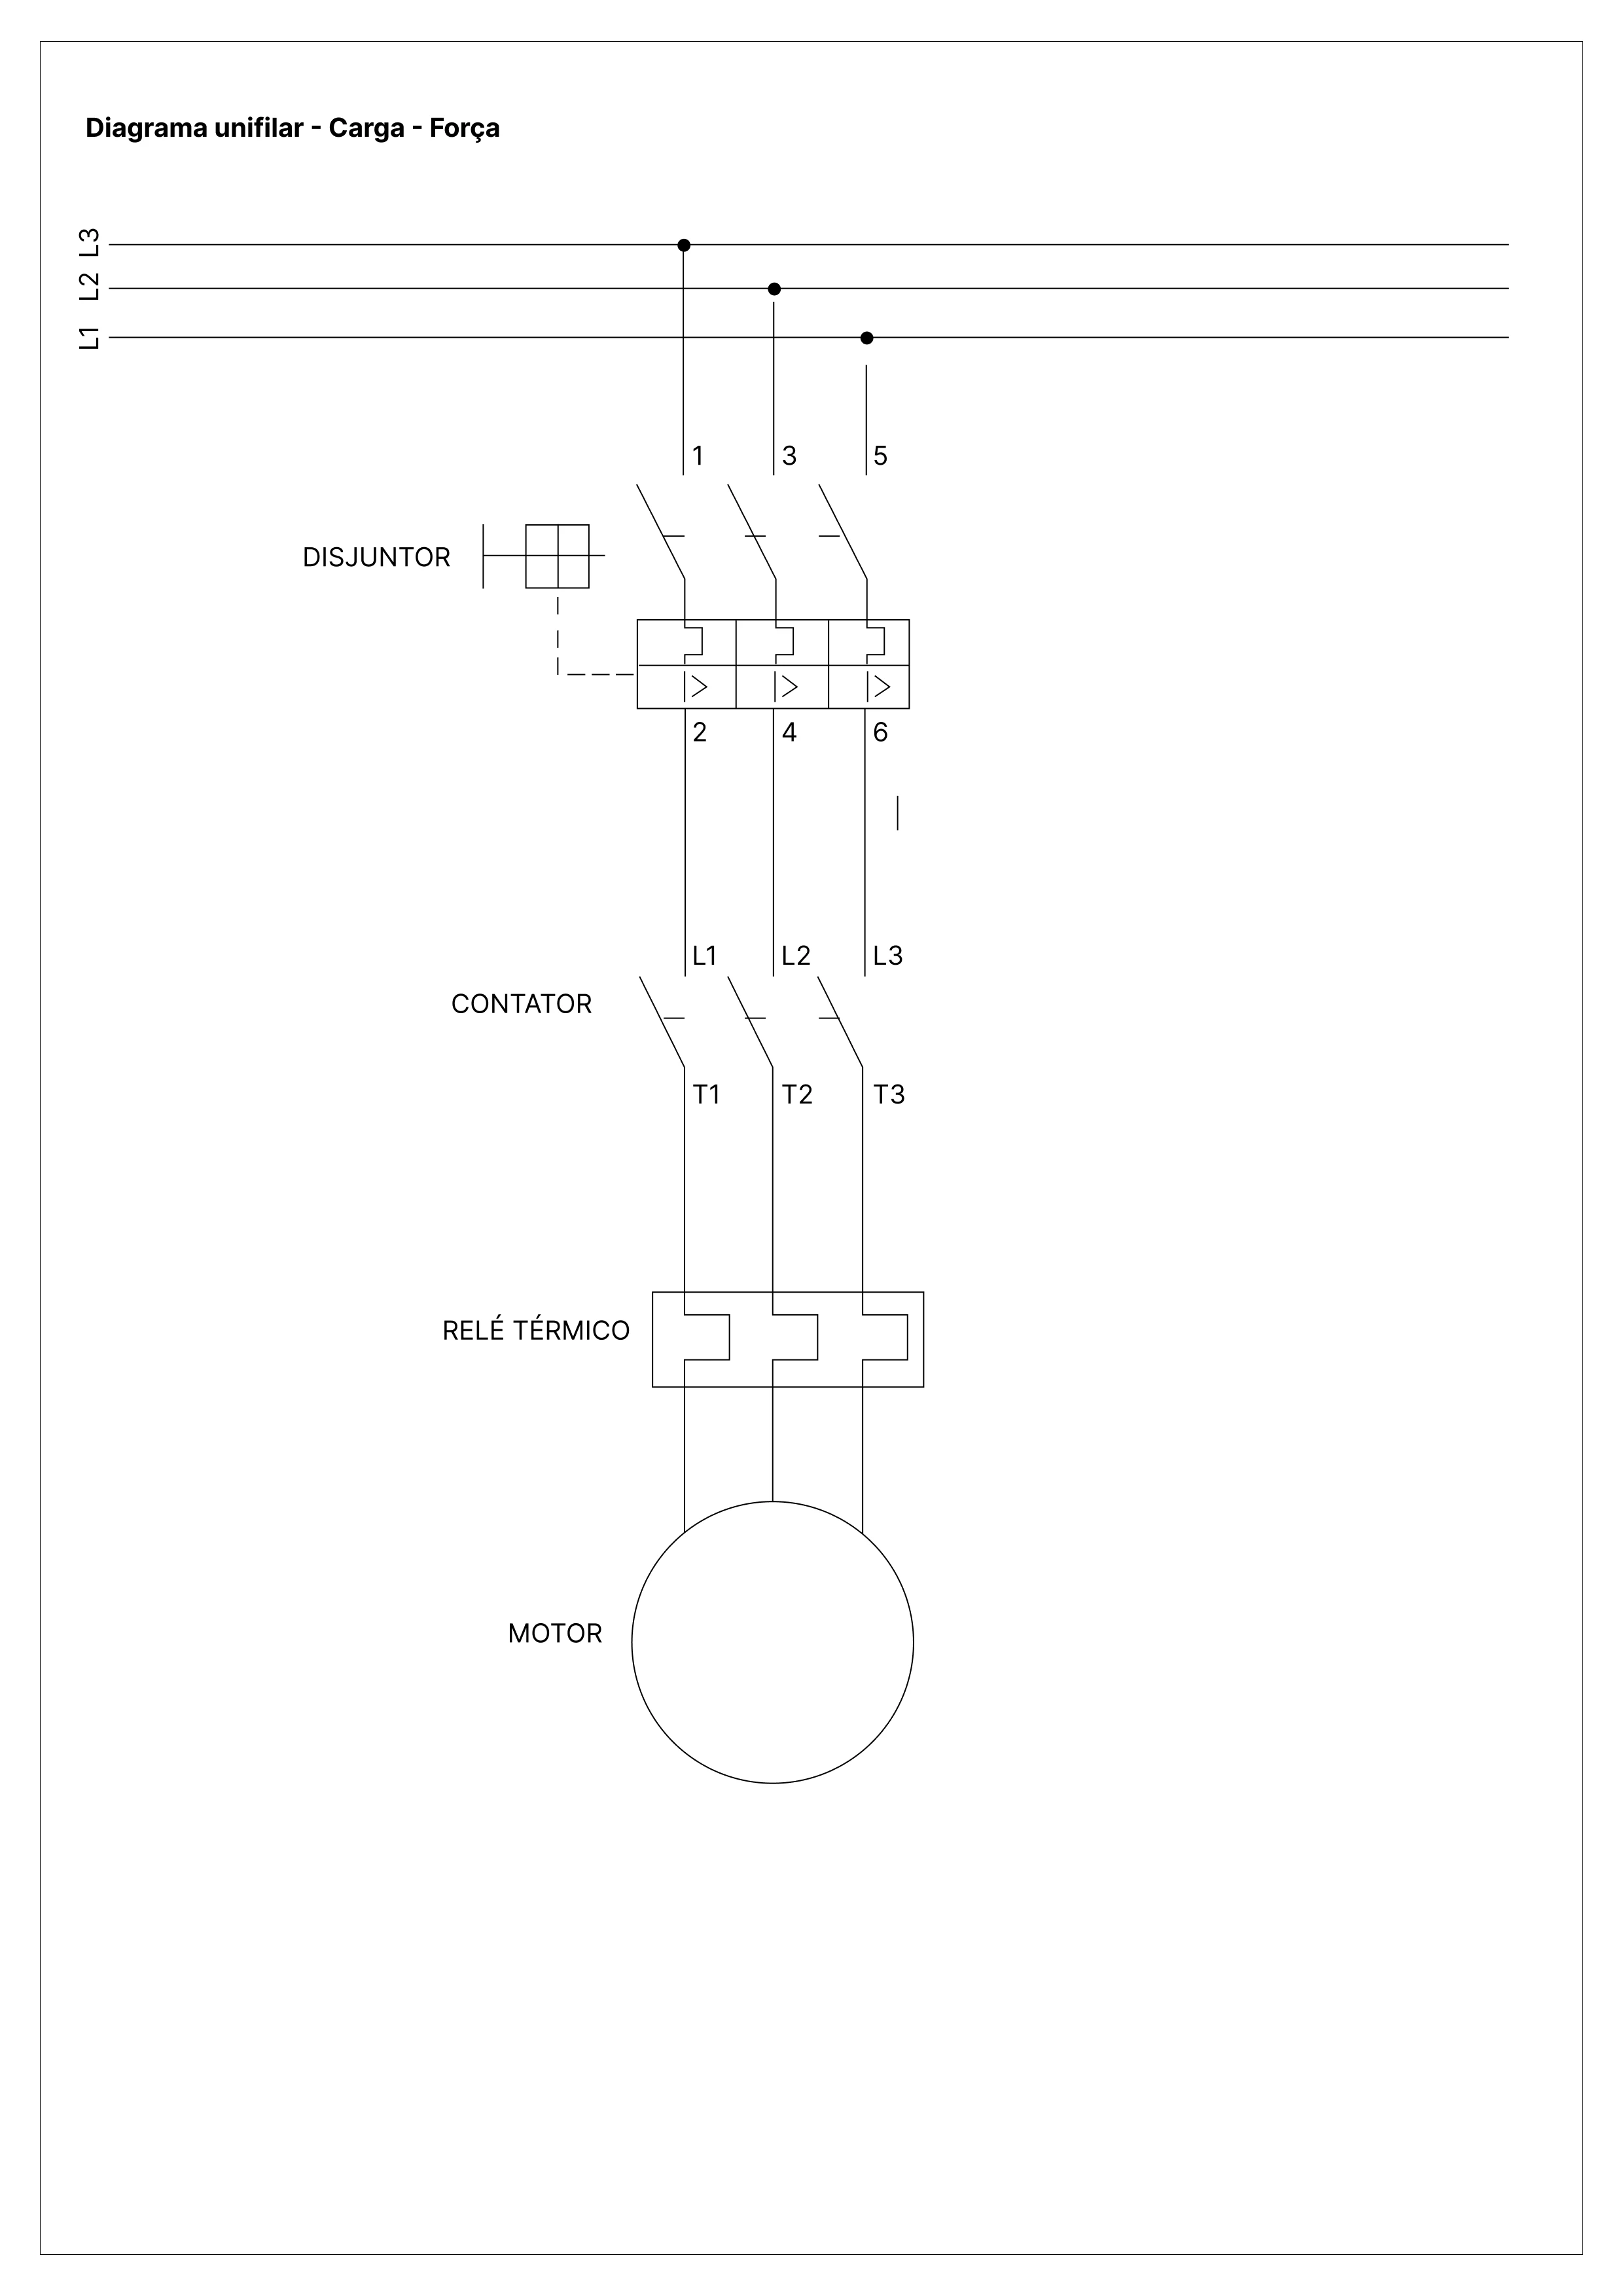 Diagrama unifilar - Carga - Força
L3
L2
L1
1 3 5
DISJUNTOR
2 4 6
L1 L2 L3
CONTATOR
T1 T2 T3
RELÉ TÉRMICO
MOTOR